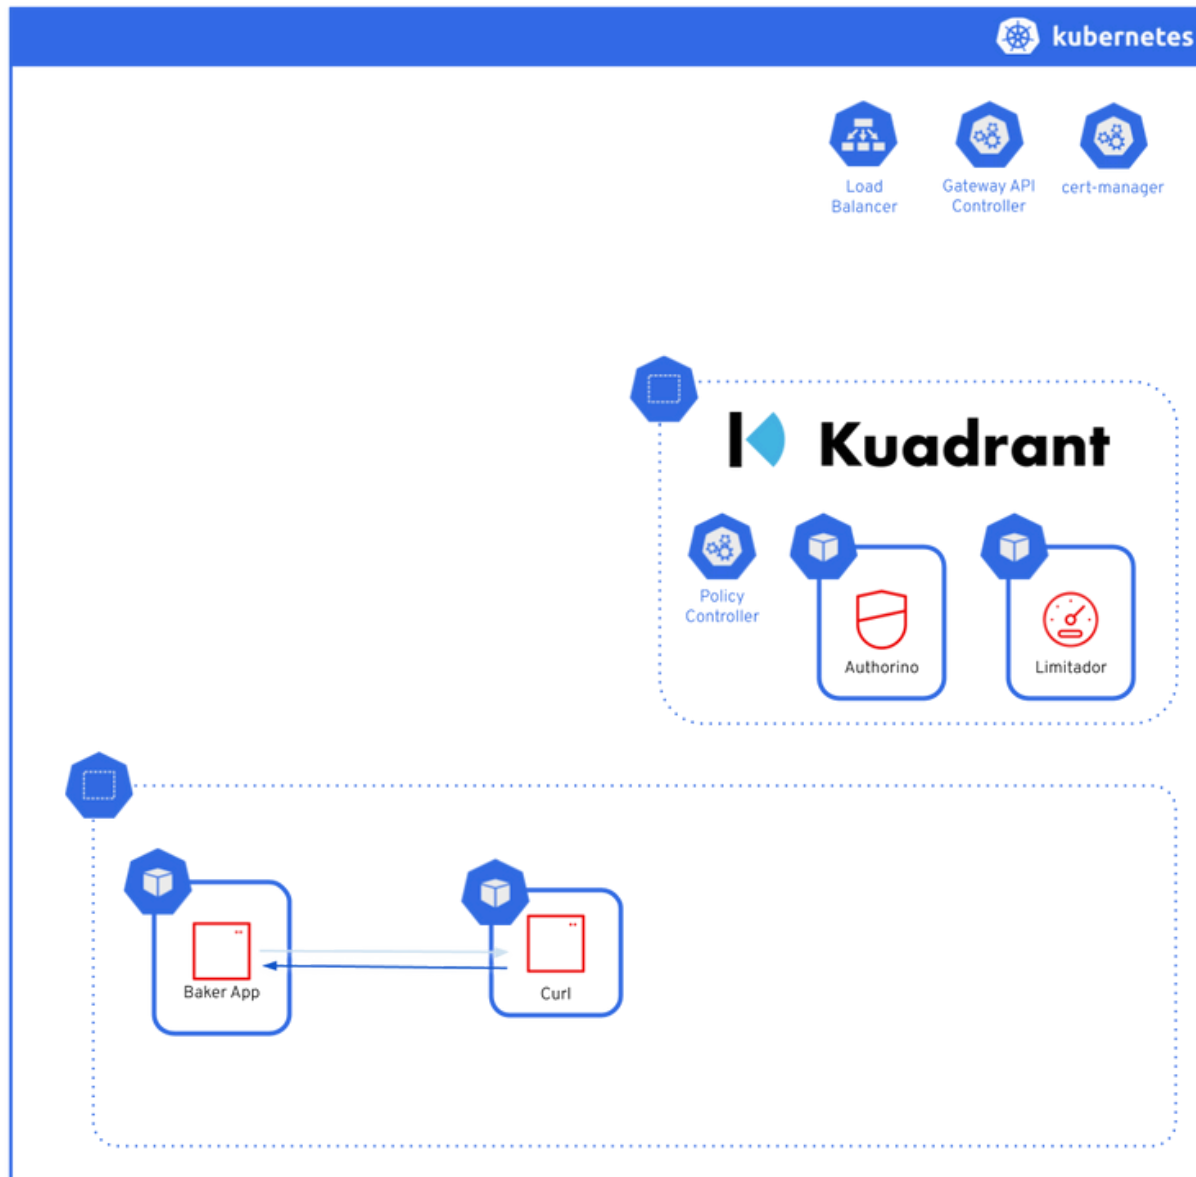 kubernetes
Load
Balancer
Gateway API
Controller
cert-manager
Kuadrant
Policy
Controller
Authorino
Limitador
Baker App
Curl